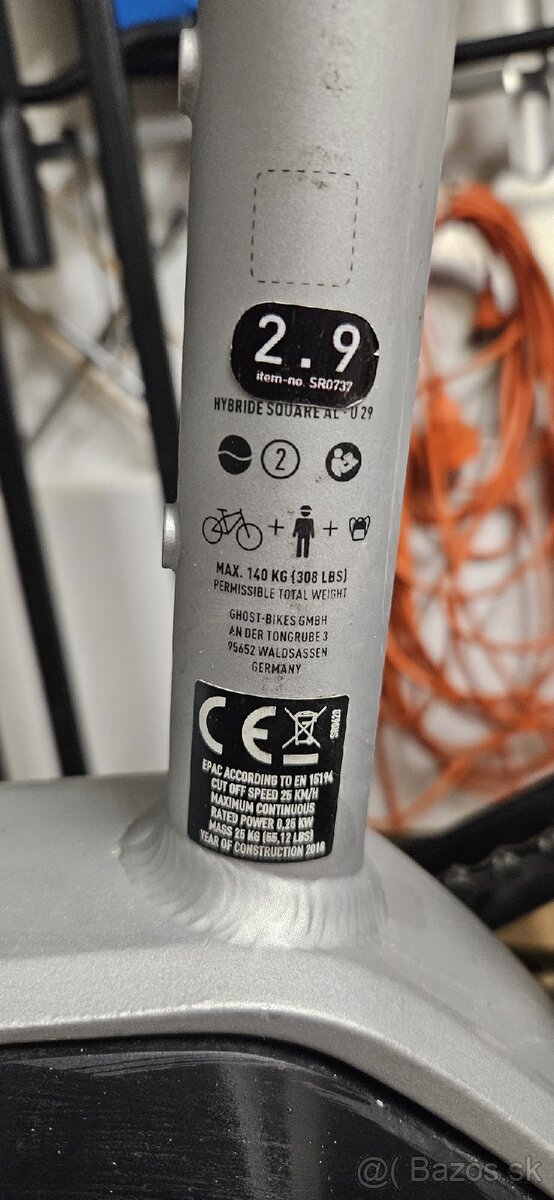 2.9
item-no. SR0737
HYBRIDE SQUARE AL - U 29
2
MAX. 140 KG (308 LBS)
PERMISSIBLE TOTAL WEIGHT
GHOST-BIKES GMBH
AN DER TONGRUBE 3
95652 WALDSASSEN
GERMANY
CE
EPAC ACCORDING TO EN 15194
CUT OFF SPEED 25 KM/H
MAXIMUM CONTINUOUS
RATED POWER 0,25 KW
MASS 25 KG (55,12 LBS)
YEAR OF CONSTRUCTION 2018
@( Bazos.sk